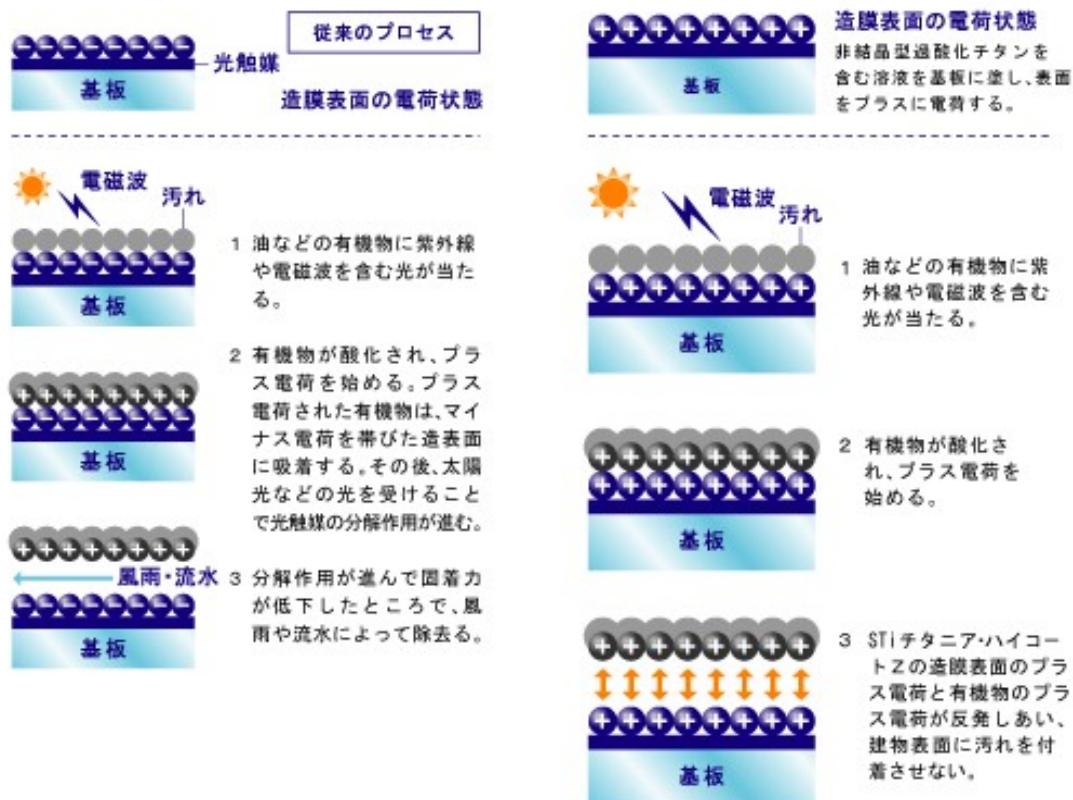 従来のプロセス
光触媒
基板
造膜表面の電荷状態
電磁波
汚れ
基板
1 油などの有機物に紫外線
や電磁波を含む光が当た
る。
基板
2 有機物が酸化され、プラ
ス電荷を始める。プラス
電荷された有機物は、マイ
ナス電荷を帯びた造表面
に吸着する。その後、太陽
光などの光を受けること
で光触媒の分解作用が進む。
風雨・流水
基板
3 分解作用が進んで固着力
が低下したところで、風
雨や流水によって除去る。
基板
造膜表面の電荷状態
非結晶型過酸化チタンを
含む溶液を基板に塗し、表面
をプラスに電荷する。
電磁波
汚れ
基板
1 油などの有機物に紫
外線や電磁波を含む
光が当たる。
基板
2 有機物が酸化さ
れ、プラス電荷を
始める。
基板
3 STiチタニア・ハイコー
トZの造膜表面のプラ
ス電荷と有機物のプラ
ス電荷が反発しあい、
建物表面に汚れを付
着させない。